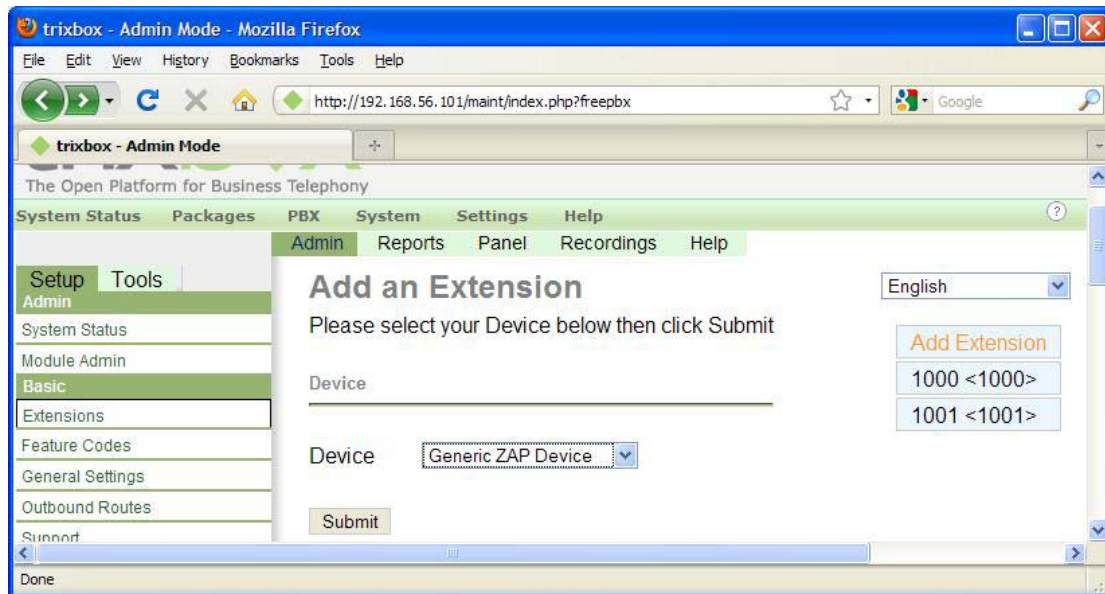 trixbox - Admin Mode - Mozilla Firefox
File Edit View History Bookmarks Tools Help
http://192.168.56.101/maint/index.php?freepbx Google
trixbox - Admin Mode
The Open Platform for Business Telephony
System Status Packages PBX System Settings Help ?
Admin Reports Panel Recordings Help
Setup Tools
Admin
System Status
Module Admin
Basic
Extensions
Feature Codes
General Settings
Outbound Routes
Support
Add an Extension
Please select your Device below then click Submit
Device
Device Generic ZAP Device
Submit
English
Add Extension
1000 <1000>
1001 <1001>
Done